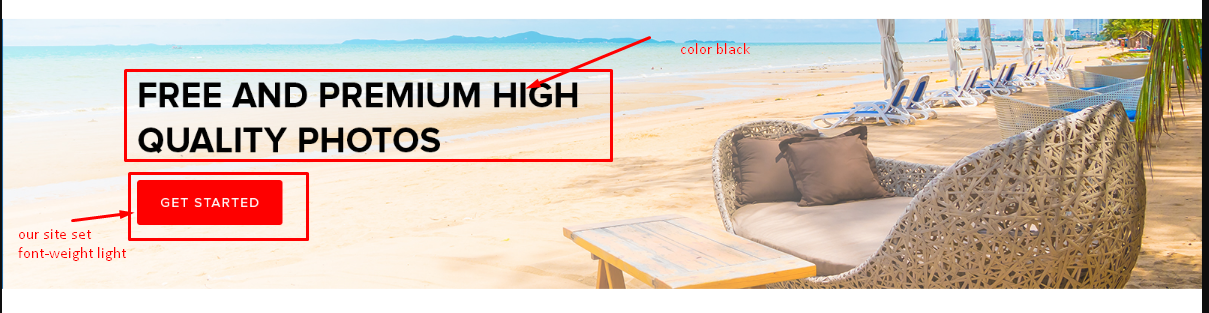 color black
FREE AND PREMIUM HIGH
QUALITY PHOTOS
GET STARTED
our site set
font-weight light